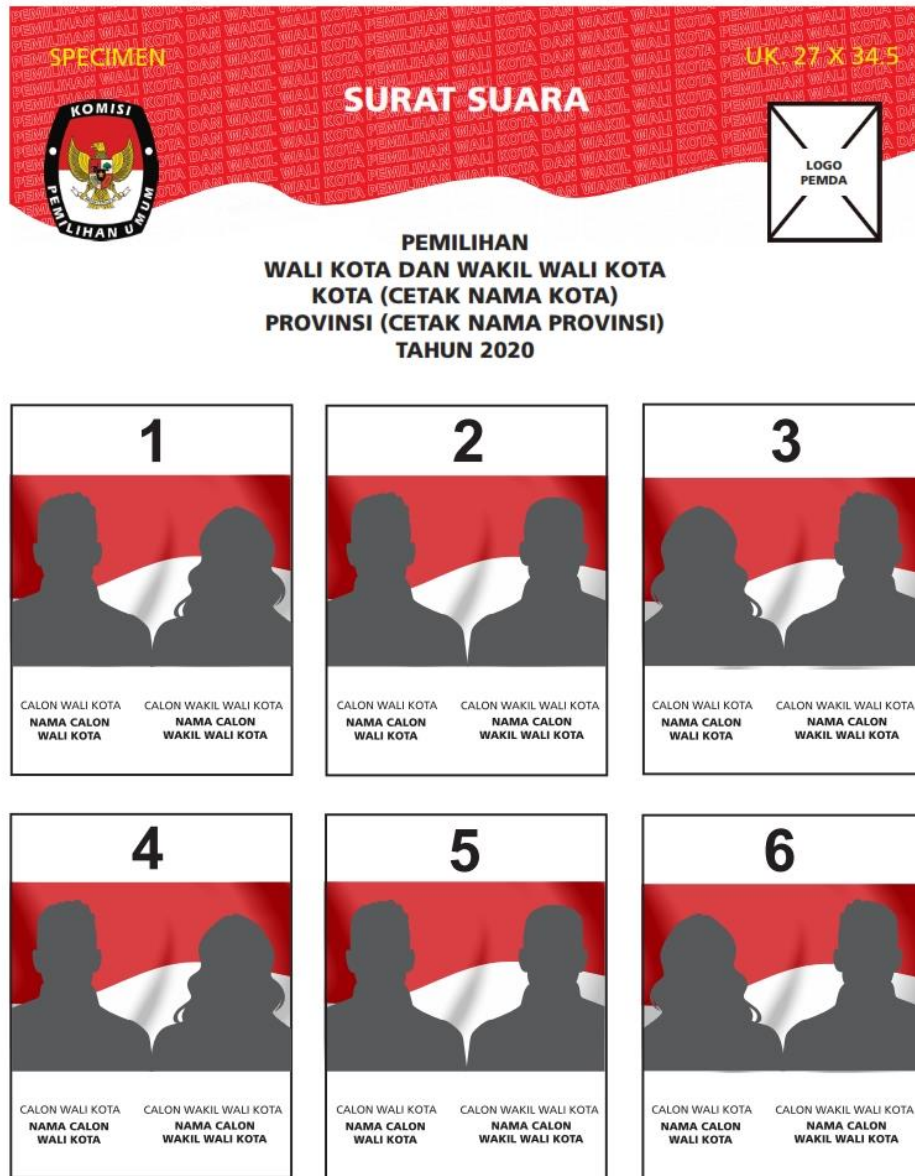 SPECIMEN
UK. 27 X 34.5
SURAT SUARA
KOMISI
PEMILIHAN UMUM
LOGO
PEMDA
PEMILIHAN
WALI KOTA DAN WAKIL WALI KOTA
KOTA (CETAK NAMA KOTA)
PROVINSI (CETAK NAMA PROVINSI)
TAHUN 2020
1
CALON WALI KOTA
NAMA CALON
WALI KOTA
CALON WAKIL WALI KOTA
NAMA CALON
WAKIL WALI KOTA
2
CALON WALI KOTA
NAMA CALON
WALI KOTA
CALON WAKIL WALI KOTA
NAMA CALON
WAKIL WALI KOTA
3
CALON WALI KOTA
NAMA CALON
WALI KOTA
CALON WAKIL WALI KOTA
NAMA CALON
WAKIL WALI KOTA
4
CALON WALI KOTA
NAMA CALON
WALI KOTA
CALON WAKIL WALI KOTA
NAMA CALON
WAKIL WALI KOTA
5
CALON WALI KOTA
NAMA CALON
WALI KOTA
CALON WAKIL WALI KOTA
NAMA CALON
WAKIL WALI KOTA
6
CALON WALI KOTA
NAMA CALON
WALI KOTA
CALON WAKIL WALI KOTA
NAMA CALON
WAKIL WALI KOTA